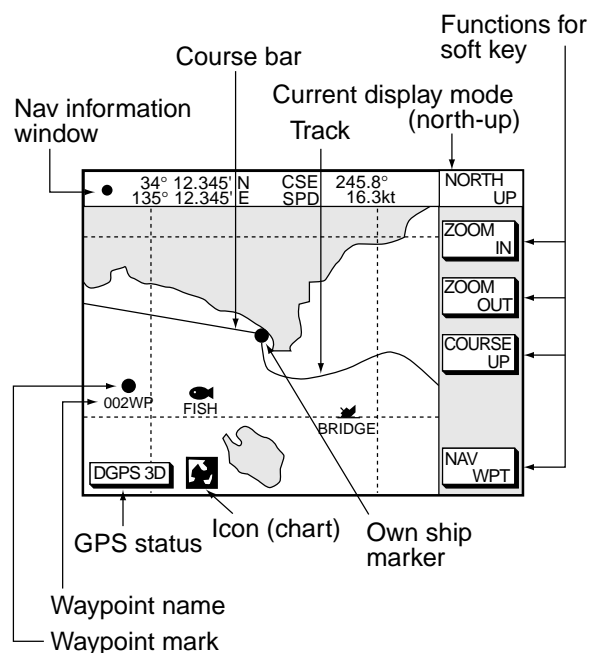 Functions for
soft key
Course bar
Current display mode
(north-up)
Nav information
window
Track
34° 12.345' N CSE 245.8°
135° 12.345' E SPD 16.3kt
NORTH
UP
ZOOM
IN
ZOOM
OUT
COURSE
UP
002WP
FISH
BRIDGE
NAV
WPT
DGPS 3D
Icon (chart)
Own ship
marker
GPS status
Waypoint name
Waypoint mark